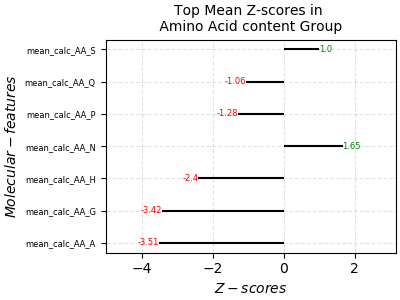 Top Mean Z-scores in
Amino Acid content Group
Molecular − features
mean_calc_AA_S 1.0
mean_calc_AA_Q -1.06
mean_calc_AA_P -1.28
mean_calc_AA_N 1.65
mean_calc_AA_H -2.4
mean_calc_AA_G -3.42
mean_calc_AA_A -3.51
−4 −2 0 2
Z − scores